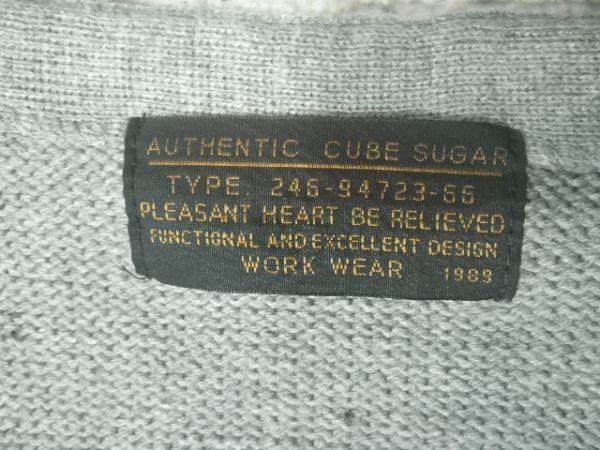 AUTHENTIC CUBE SUGAR
TYPE. 246-94723-66
PLEASANT HEART BE RELIEVED
FUNCTIONAL AND EXCELLENT DESIGN
WORK WEAR 1989